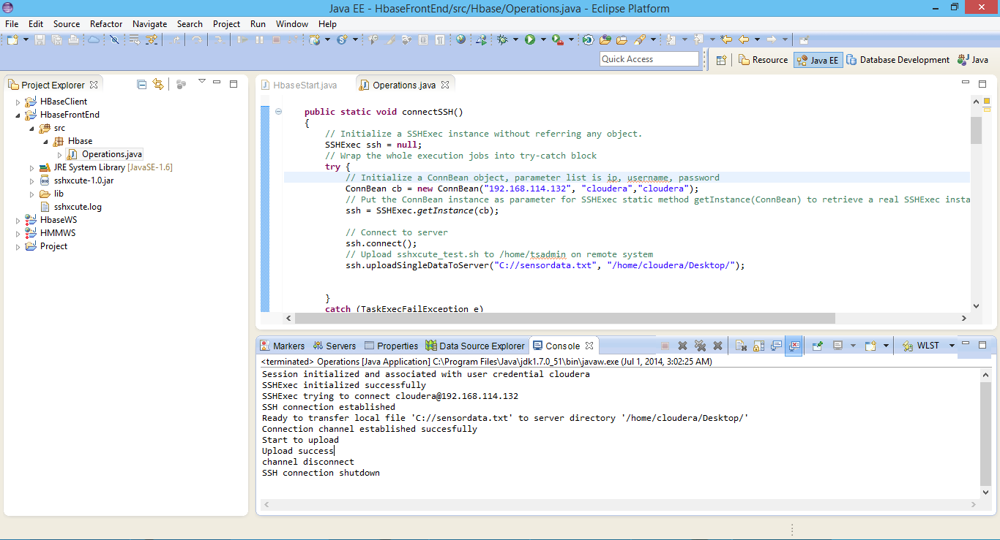 Java EE - HbaseFrontEnd/src/Hbase/Operations.java - Eclipse Platform
File Edit Source Refactor Navigate Search Project Run Window Help
Quick Access
Resource Java EE Database Development Java
Project Explorer
HBaseClient
HbaseFrontEnd
src
Hbase
Operations.java
JRE System Library [JavaSE-1.6]
sshxcute-1.0.jar
lib
sshxcute.log
HbaseWS
HMMWS
Project
HbaseStart.java Operations.java
public static void connectSSH()
{
// Initialize a SSHExec instance without referring any object.
SSHExec ssh = null;
// Wrap the whole execution jobs into try-catch block
try {
// Initialize a ConnBean object, parameter list is ip, username, password
ConnBean cb = new ConnBean("192.168.114.132", "cloudera","cloudera");
// Put the ConnBean instance as parameter for SSHExec static method getInstance(ConnBean) to retrieve a real SSHExec insta
ssh = SSHExec.getInstance(cb);
// Connect to server
ssh.connect();
// Upload sshxcute_test.sh to /home/tsadmin on remote system
ssh.uploadSingleDataToServer("C://sensordata.txt", "/home/cloudera/Desktop/");
}
catch (TaskExecFailException e)
Markers Servers Properties Data Source Explorer Console WLST
<terminated> Operations [Java Application] C:\Program Files\Java\jdk1.7.0_51\bin\javaw.exe (Jul 1, 2014, 3:02:25 AM)
Session initialized and associated with user credential cloudera
SSHExec initialized successfully
SSHExec trying to connect cloudera@192.168.114.132
SSH connection established
Ready to transfer local file 'C://sensordata.txt' to server directory '/home/cloudera/Desktop/'
Connection channel established succesfully
Start to upload
Upload success
channel disconnect
SSH connection shutdown